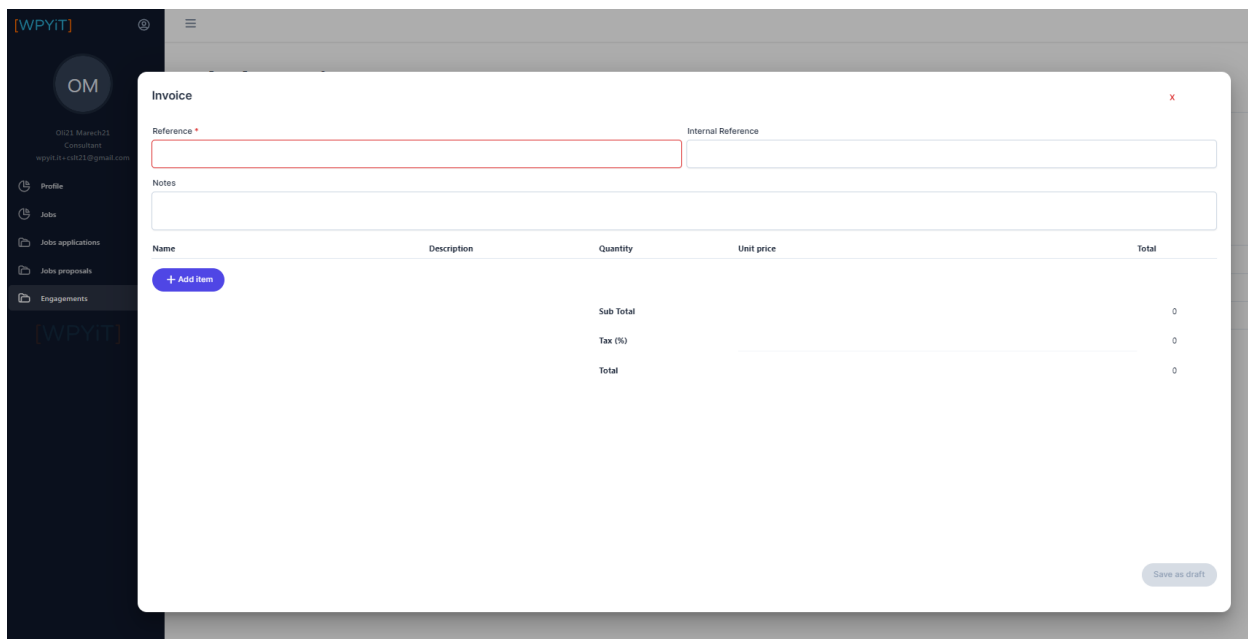 [WPYiT]
OM
Oli21 Marech21
Consultant
wpyit.it+cslt21@gmail.com
Profile
Jobs
Jobs applications
Jobs proposals
Engagements
[WPYiT]
Invoice
x
Reference *
Internal Reference
Notes
Name Description Quantity Unit price Total
+ Add item
Sub Total 0
Tax (%) 0
Total 0
Save as draft